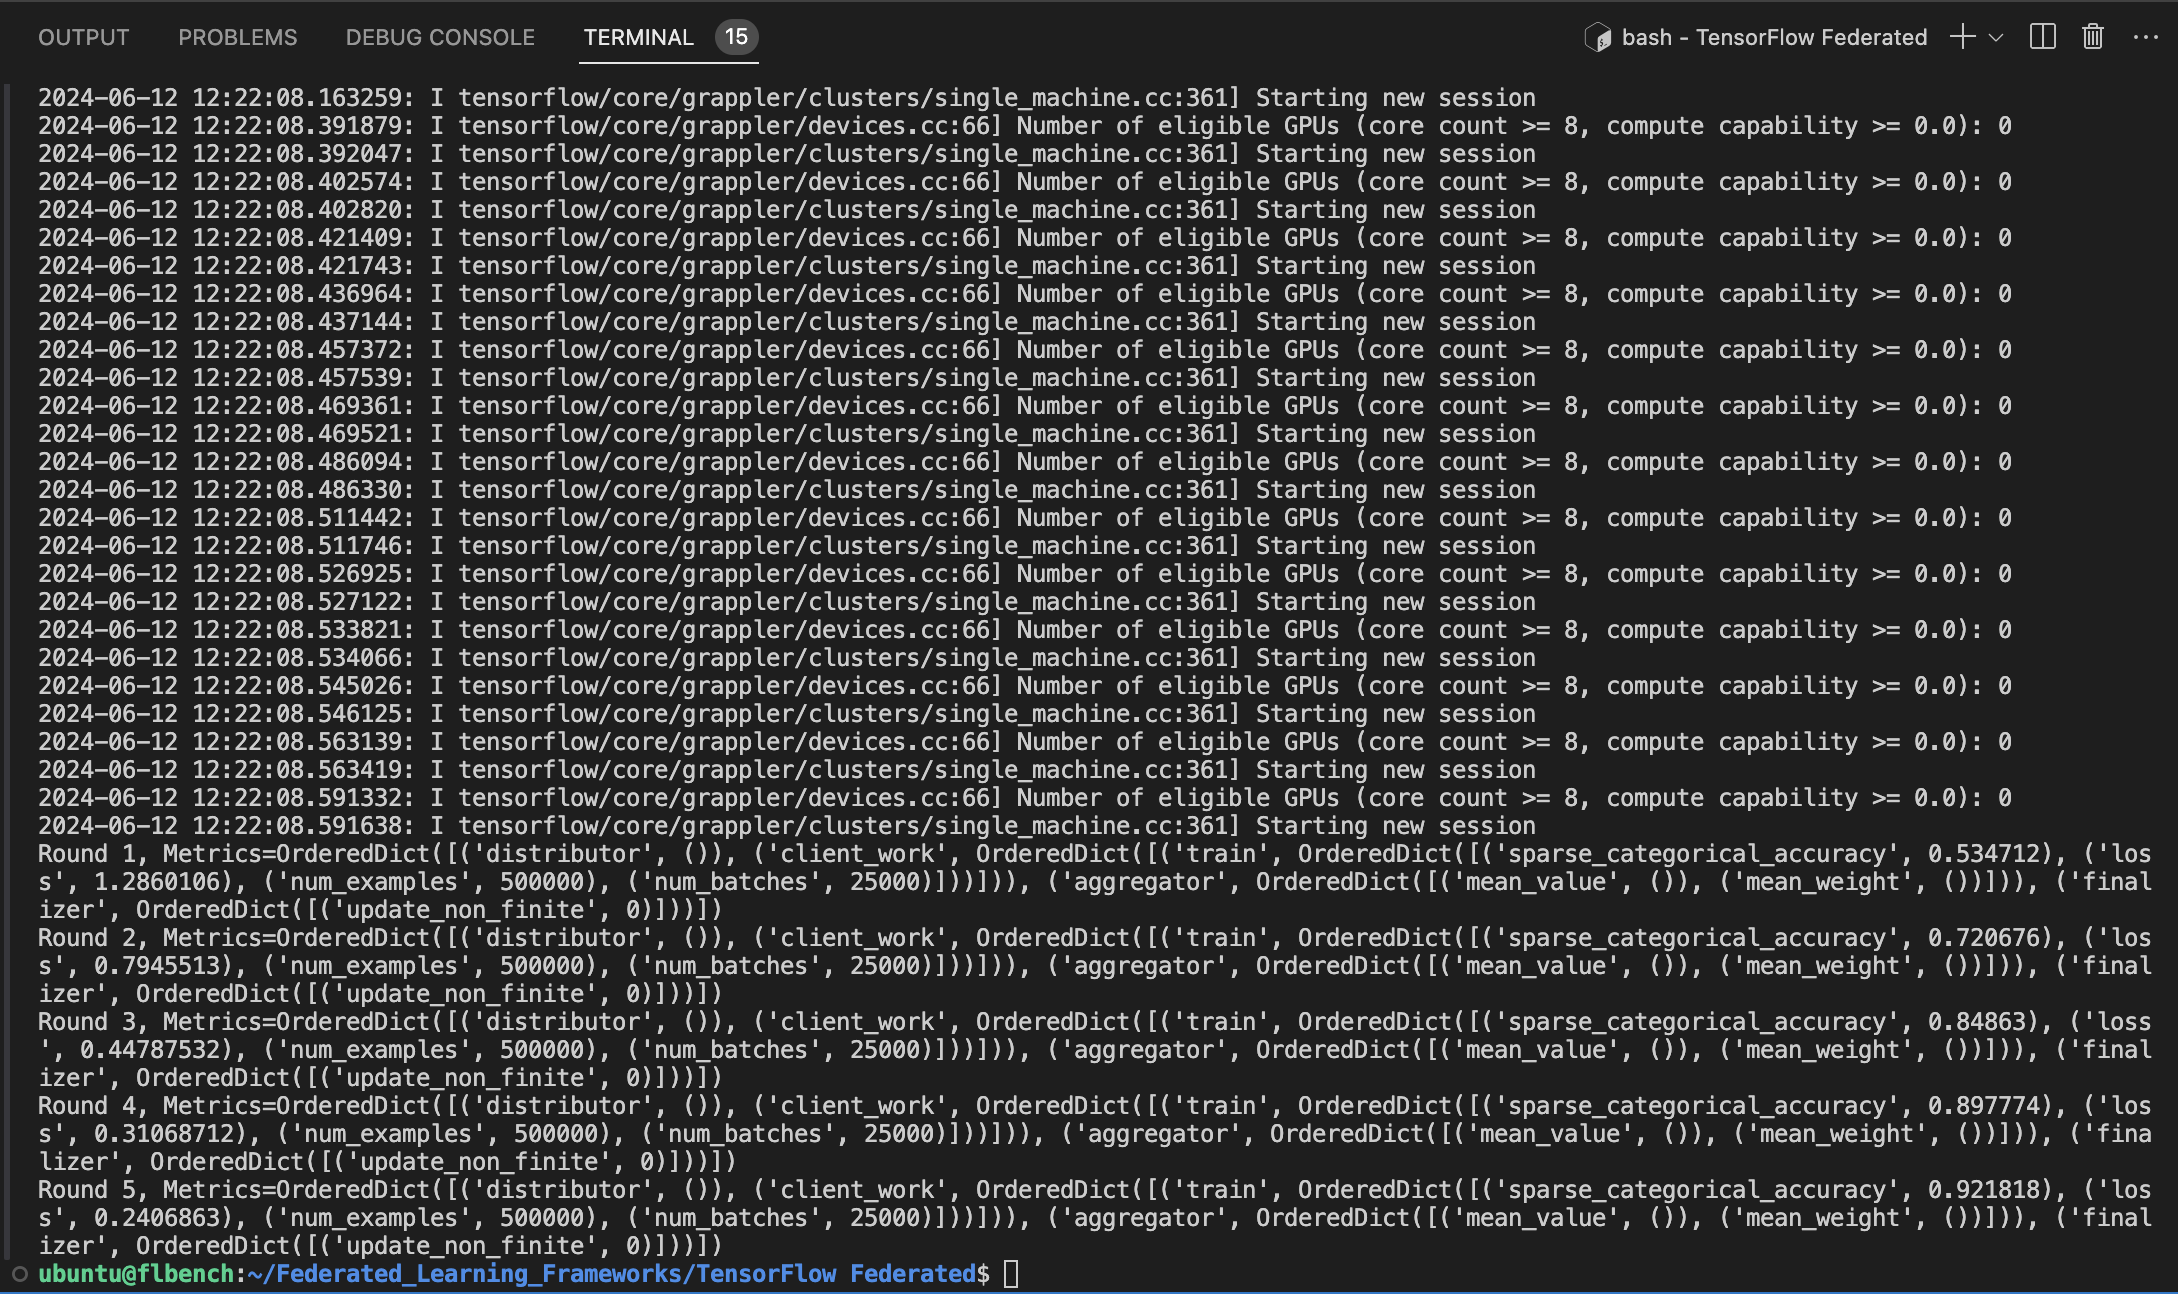 OUTPUT PROBLEMS DEBUG CONSOLE TERMINAL 15 bash - TensorFlow Federated
2024-06-12 12:22:08.163259: I tensorflow/core/grappler/clusters/single_machine.cc:361] Starting new session
2024-06-12 12:22:08.391879: I tensorflow/core/grappler/devices.cc:66] Number of eligible GPUs (core count >= 8, compute capability >= 0.0): 0
2024-06-12 12:22:08.392047: I tensorflow/core/grappler/clusters/single_machine.cc:361] Starting new session
2024-06-12 12:22:08.402574: I tensorflow/core/grappler/devices.cc:66] Number of eligible GPUs (core count >= 8, compute capability >= 0.0): 0
2024-06-12 12:22:08.402820: I tensorflow/core/grappler/clusters/single_machine.cc:361] Starting new session
2024-06-12 12:22:08.421409: I tensorflow/core/grappler/devices.cc:66] Number of eligible GPUs (core count >= 8, compute capability >= 0.0): 0
2024-06-12 12:22:08.421743: I tensorflow/core/grappler/clusters/single_machine.cc:361] Starting new session
2024-06-12 12:22:08.436964: I tensorflow/core/grappler/devices.cc:66] Number of eligible GPUs (core count >= 8, compute capability >= 0.0): 0
2024-06-12 12:22:08.437144: I tensorflow/core/grappler/clusters/single_machine.cc:361] Starting new session
2024-06-12 12:22:08.457372: I tensorflow/core/grappler/devices.cc:66] Number of eligible GPUs (core count >= 8, compute capability >= 0.0): 0
2024-06-12 12:22:08.457539: I tensorflow/core/grappler/clusters/single_machine.cc:361] Starting new session
2024-06-12 12:22:08.469361: I tensorflow/core/grappler/devices.cc:66] Number of eligible GPUs (core count >= 8, compute capability >= 0.0): 0
2024-06-12 12:22:08.469521: I tensorflow/core/grappler/clusters/single_machine.cc:361] Starting new session
2024-06-12 12:22:08.486094: I tensorflow/core/grappler/devices.cc:66] Number of eligible GPUs (core count >= 8, compute capability >= 0.0): 0
2024-06-12 12:22:08.486330: I tensorflow/core/grappler/clusters/single_machine.cc:361] Starting new session
2024-06-12 12:22:08.511442: I tensorflow/core/grappler/devices.cc:66] Number of eligible GPUs (core count >= 8, compute capability >= 0.0): 0
2024-06-12 12:22:08.511746: I tensorflow/core/grappler/clusters/single_machine.cc:361] Starting new session
2024-06-12 12:22:08.526925: I tensorflow/core/grappler/devices.cc:66] Number of eligible GPUs (core count >= 8, compute capability >= 0.0): 0
2024-06-12 12:22:08.527122: I tensorflow/core/grappler/clusters/single_machine.cc:361] Starting new session
2024-06-12 12:22:08.533821: I tensorflow/core/grappler/devices.cc:66] Number of eligible GPUs (core count >= 8, compute capability >= 0.0): 0
2024-06-12 12:22:08.534066: I tensorflow/core/grappler/clusters/single_machine.cc:361] Starting new session
2024-06-12 12:22:08.545026: I tensorflow/core/grappler/devices.cc:66] Number of eligible GPUs (core count >= 8, compute capability >= 0.0): 0
2024-06-12 12:22:08.546125: I tensorflow/core/grappler/clusters/single_machine.cc:361] Starting new session
2024-06-12 12:22:08.563139: I tensorflow/core/grappler/devices.cc:66] Number of eligible GPUs (core count >= 8, compute capability >= 0.0): 0
2024-06-12 12:22:08.563419: I tensorflow/core/grappler/clusters/single_machine.cc:361] Starting new session
2024-06-12 12:22:08.591332: I tensorflow/core/grappler/devices.cc:66] Number of eligible GPUs (core count >= 8, compute capability >= 0.0): 0
2024-06-12 12:22:08.591638: I tensorflow/core/grappler/clusters/single_machine.cc:361] Starting new session
Round 1, Metrics=OrderedDict([('distributor', ()), ('client_work', OrderedDict([('train', OrderedDict([('sparse_categorical_accuracy', 0.534712), ('los
s', 1.2860106), ('num_examples', 500000), ('num_batches', 25000)]))])), ('aggregator', OrderedDict([('mean_value', ()), ('mean_weight', ())])), ('final
izer', OrderedDict([('update_non_finite', 0)]))])
Round 2, Metrics=OrderedDict([('distributor', ()), ('client_work', OrderedDict([('train', OrderedDict([('sparse_categorical_accuracy', 0.720676), ('los
s', 0.7945513), ('num_examples', 500000), ('num_batches', 25000)]))])), ('aggregator', OrderedDict([('mean_value', ()), ('mean_weight', ())])), ('final
izer', OrderedDict([('update_non_finite', 0)]))])
Round 3, Metrics=OrderedDict([('distributor', ()), ('client_work', OrderedDict([('train', OrderedDict([('sparse_categorical_accuracy', 0.84863), ('loss
', 0.44787532), ('num_examples', 500000), ('num_batches', 25000)]))])), ('aggregator', OrderedDict([('mean_value', ()), ('mean_weight', ())])), ('final
izer', OrderedDict([('update_non_finite', 0)]))])
Round 4, Metrics=OrderedDict([('distributor', ()), ('client_work', OrderedDict([('train', OrderedDict([('sparse_categorical_accuracy', 0.897774), ('los
s', 0.31068712), ('num_examples', 500000), ('num_batches', 25000)]))])), ('aggregator', OrderedDict([('mean_value', ()), ('mean_weight', ())])), ('fina
lizer', OrderedDict([('update_non_finite', 0)]))])
Round 5, Metrics=OrderedDict([('distributor', ()), ('client_work', OrderedDict([('train', OrderedDict([('sparse_categorical_accuracy', 0.921818), ('los
s', 0.2406863), ('num_examples', 500000), ('num_batches', 25000)]))])), ('aggregator', OrderedDict([('mean_value', ()), ('mean_weight', ())])), ('final
izer', OrderedDict([('update_non_finite', 0)]))])
ubuntu@flbench:~/Federated_Learning_Frameworks/TensorFlow Federated$